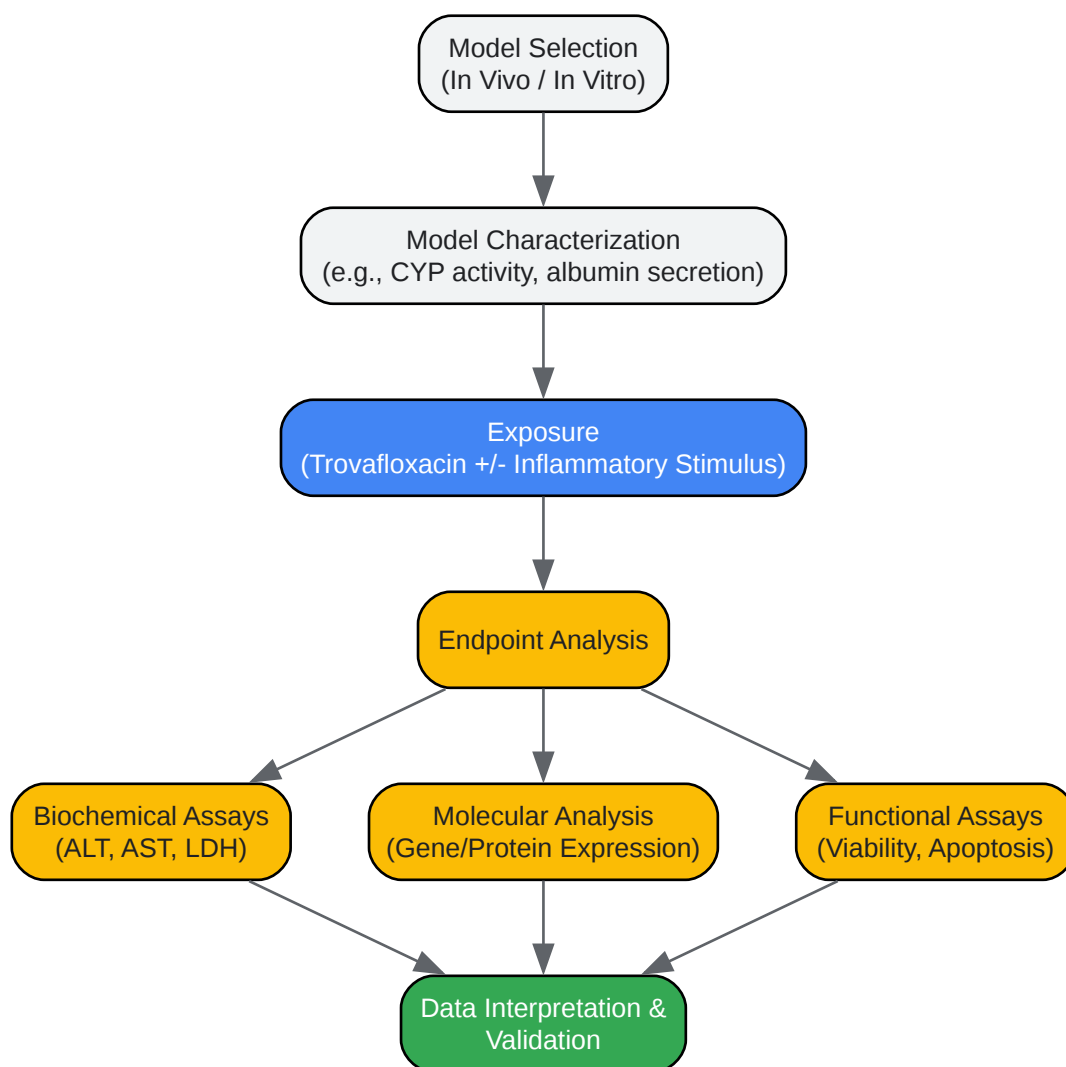 Model Selection
(In Vivo / In Vitro)
Model Characterization
(e.g., CYP activity, albumin secretion)
Exposure
(Trovafloxacin +/- Inflammatory Stimulus)
Endpoint Analysis
Biochemical Assays
(ALT, AST, LDH)
Molecular Analysis
(Gene/Protein Expression)
Functional Assays
(Viability, Apoptosis)
Data Interpretation &
Validation